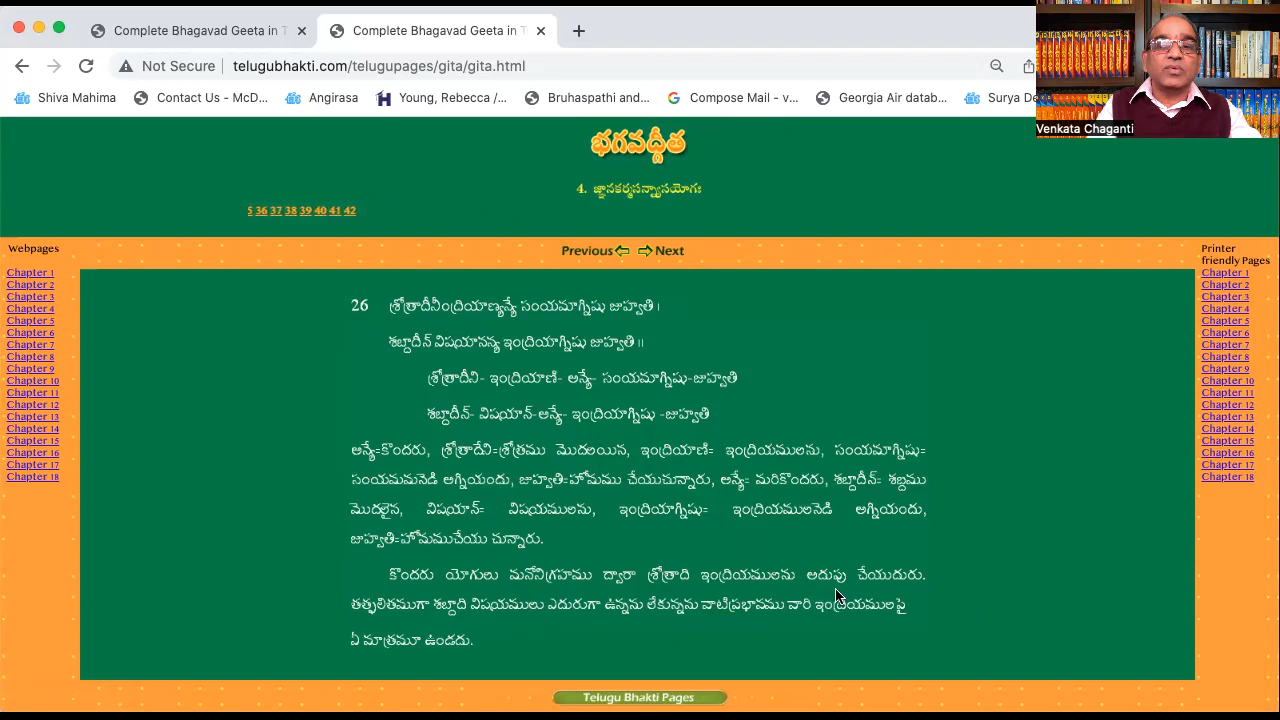 Complete Bhagavad Geeta in T
Complete Bhagavad Geeta in T
Not Secure
telugubhakti.com/telugupages/gita/gita.html
Shiva Mahima
Contact Us - McD...
Angirasa
Young, Rebecca /...
Bruhaspathi and...
Compose Mail - v...
Georgia Air datab...
Surya De
Venkata Chaganti
భగవద్గీత
4. జ్ఞానకర్మసన్న్యాసయోగః
5 36 37 38 39 40 41 42
Webpages
Chapter 1
Chapter 2
Chapter 3
Chapter 4
Chapter 5
Chapter 6
Chapter 7
Chapter 8
Chapter 9
Chapter 10
Chapter 11
Chapter 12
Chapter 13
Chapter 14
Chapter 15
Chapter 16
Chapter 17
Chapter 18
Previous Next
26 శ్రోత్రాదీనీంద్రియాణ్యన్యే సంయమాగ్నిషు జుహ్వతి ।
శబ్దాదీన్ విషయానన్య ఇంద్రియాగ్నిషు జుహ్వతి ॥
శ్రోత్రాదీని- ఇంద్రియాణి- అన్యే- సంయమాగ్నిషు-జుహ్వతి
శబ్దాదీన్- విషయాన్-అన్యే- ఇంద్రియాగ్నిషు -జుహ్వతి
అన్యే=కొందరు, శ్రోత్రాదీని=శ్రోత్రము మొదలయిన, ఇంద్రియాణి= ఇంద్రియములను, సంయమాగ్నిషు=
సంయమమనెడి అగ్నియందు, జుహ్వతి=హోమము చేయుచున్నారు, అన్యే= మరికొందరు, శబ్దాదీన్= శబ్దము
మొదలైన, విషయాన్= విషయములను, ఇంద్రియాగ్నిషు= ఇంద్రియములనెడి అగ్నియందు,
జుహ్వతి=హోమముచేయు చున్నారు.
కొందరు యోగులు మనోనిగ్రహము ద్వారా శ్రోత్రాది ఇంద్రియములను అదుపు చేయుదురు.
తత్ఫలితముగా శబ్దాది విషయములు ఎదురుగా ఉన్నను లేకున్నను వాటిప్రభావము వారి ఇంద్రియములపై
ఏ మాత్రమూ ఉండదు.
Telugu Bhakti Pages
Printer
friendly Pages
Chapter 1
Chapter 2
Chapter 3
Chapter 4
Chapter 5
Chapter 6
Chapter 7
Chapter 8
Chapter 9
Chapter 10
Chapter 11
Chapter 12
Chapter 13
Chapter 14
Chapter 15
Chapter 16
Chapter 17
Chapter 18